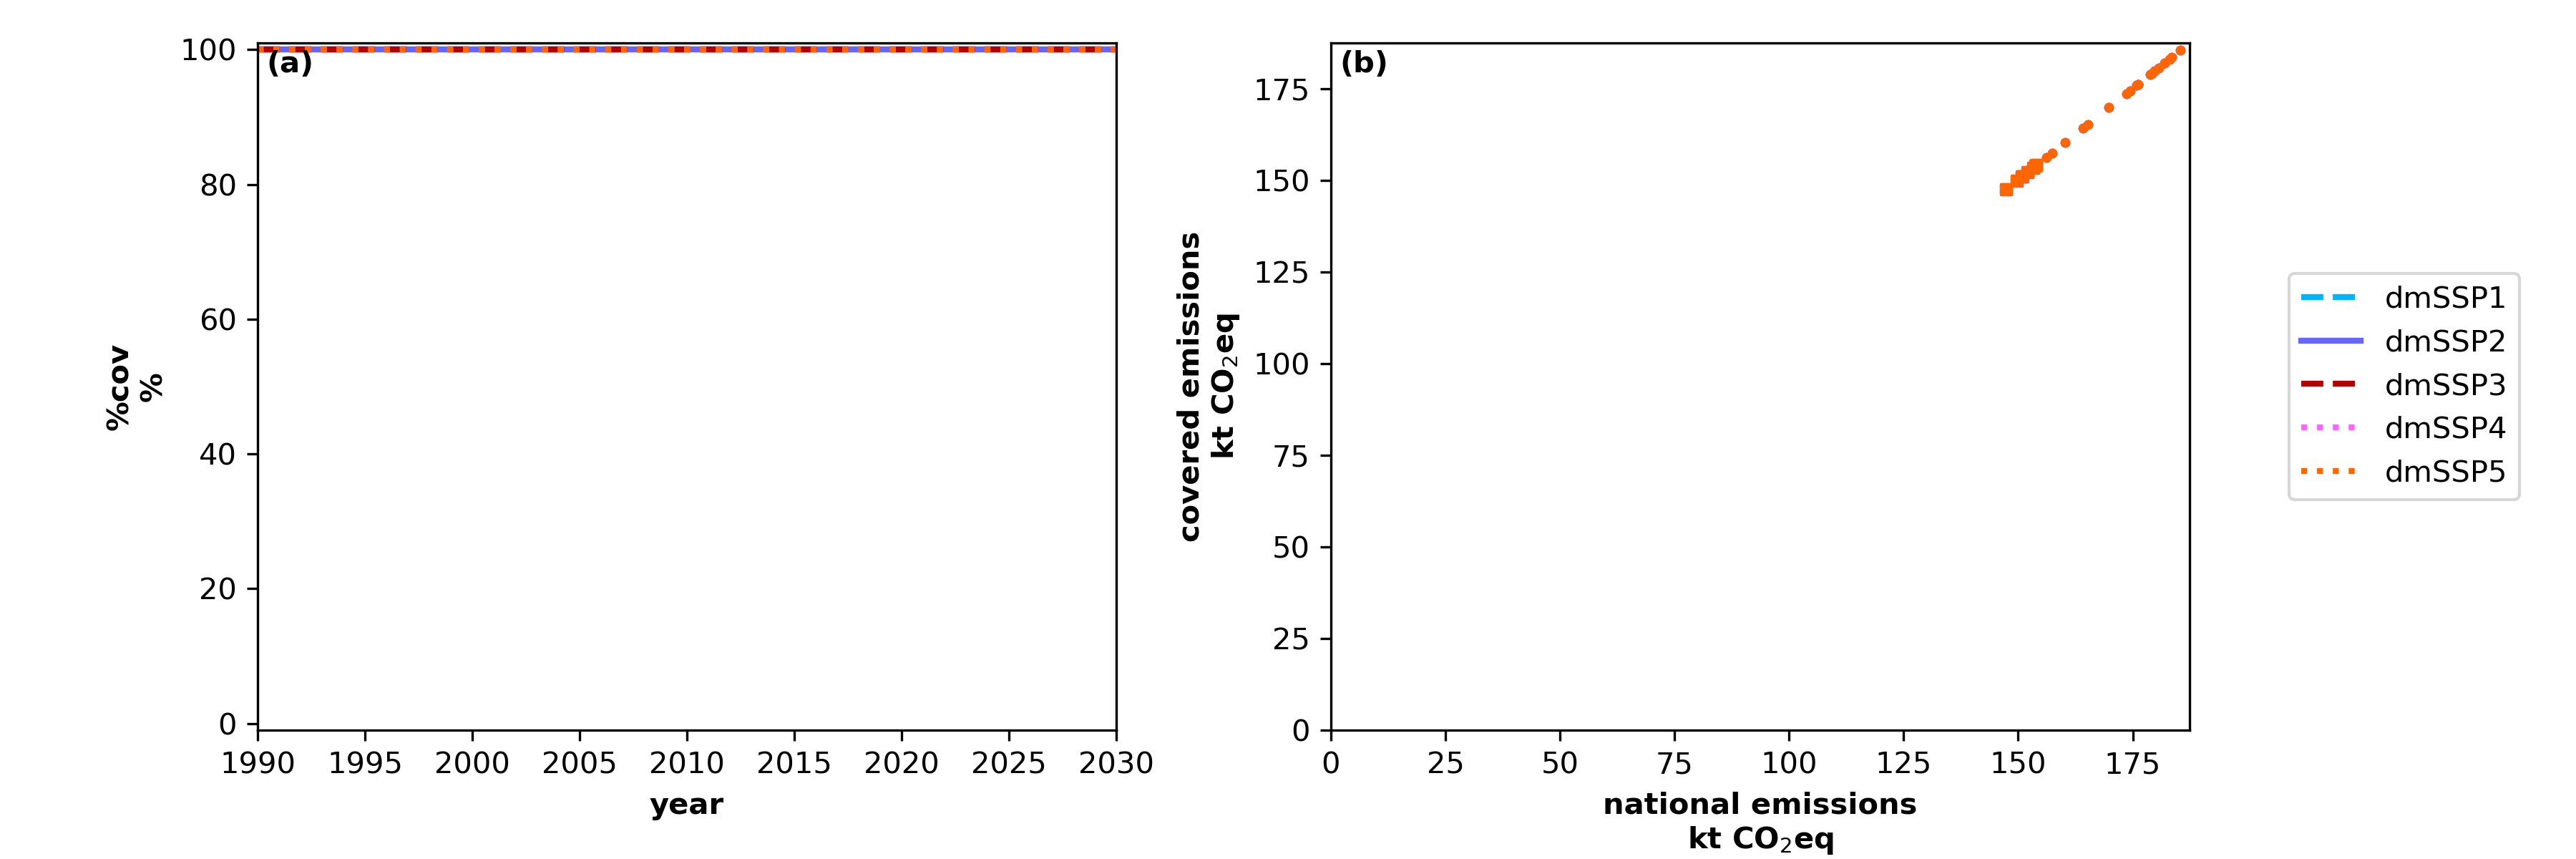 (a)
100
80
60
40
20
0
%cov
%
1990 1995 2000 2005 2010 2015 2020 2025 2030
year
(b)
175
150
125
100
75
50
25
0
covered emissions
kt CO₂eq
0 25 50 75 100 125 150 175
national emissions
kt CO₂eq
dmSSP1
dmSSP2
dmSSP3
dmSSP4
dmSSP5